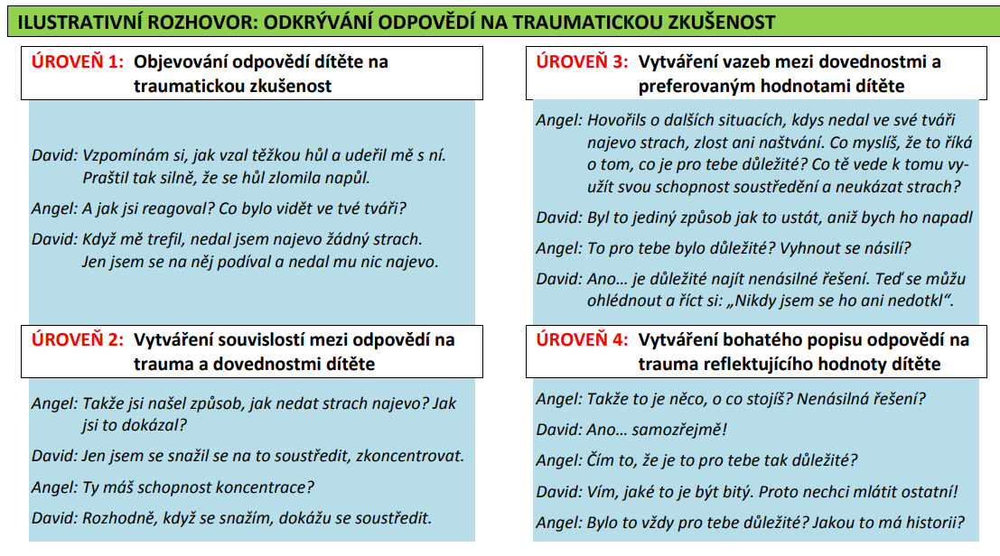 ILUSTRATIVNÍ ROZHOVOR: ODKRÝVÁNÍ ODPOVĚDÍ NA TRAUMATICKOU ZKUŠENOST
ÚROVEŇ 1: Objevování odpovědí dítěte na
traumatickou zkušenost
David: Vzpomínám si, jak vzal těžkou hůl a udeřil mě s ní.
Praštil tak silně, že se hůl zlomila napůl.
Angel: A jak jsi reagoval? Co bylo vidět ve tvé tváři?
David: Když mě trefil, nedal jsem najevo žádný strach.
Jen jsem se na něj podíval a nedal mu nic najevo.
ÚROVEŇ 2: Vytváření souvislostí mezi odpovědí na
trauma a dovednostmi dítěte
Angel: Takže jsi našel způsob, jak nedat strach najevo? Jak
jsi to dokázal?
David: Jen jsem se snažil se na to soustředit, zkoncentrovat.
Angel: Ty máš schopnost koncentrace?
David: Rozhodně, když se snažím, dokážu se soustředit.
ÚROVEŇ 3: Vytváření vazeb mezi dovednostmi a
preferovaným hodnotami dítěte
Angel: Hovořils o dalších situacích, kdys nedal ve své tváři
najevo strach, zlost ani naštvání. Co myslíš, že to říká
o tom, co je pro tebe důležité? Co tě vede k tomu vy-
užít svou schopnost soustředění a neukázat strach?
David: Byl to jediný způsob jak to ustát, aniž bych ho napadl
Angel: To pro tebe bylo důležité? Vyhnout se násilí?
David: Ano… je důležité najít nenásilné řešení. Teď se můžu
ohlédnout a říct si: „Nikdy jsem se ho ani nedotkl“.
ÚROVEŇ 4: Vytváření bohatého popisu odpovědí na
trauma reflektujícího hodnoty dítěte
Angel: Takže to je něco, o co stojíš? Nenásilná řešení?
David: Ano… samozřejmě!
Angel: Čím to, že je to pro tebe tak důležité?
David: Vím, jaké to je být bitý. Proto nechci mlátit ostatní!
Angel: Bylo to vždy pro tebe důležité? Jakou to má historii?